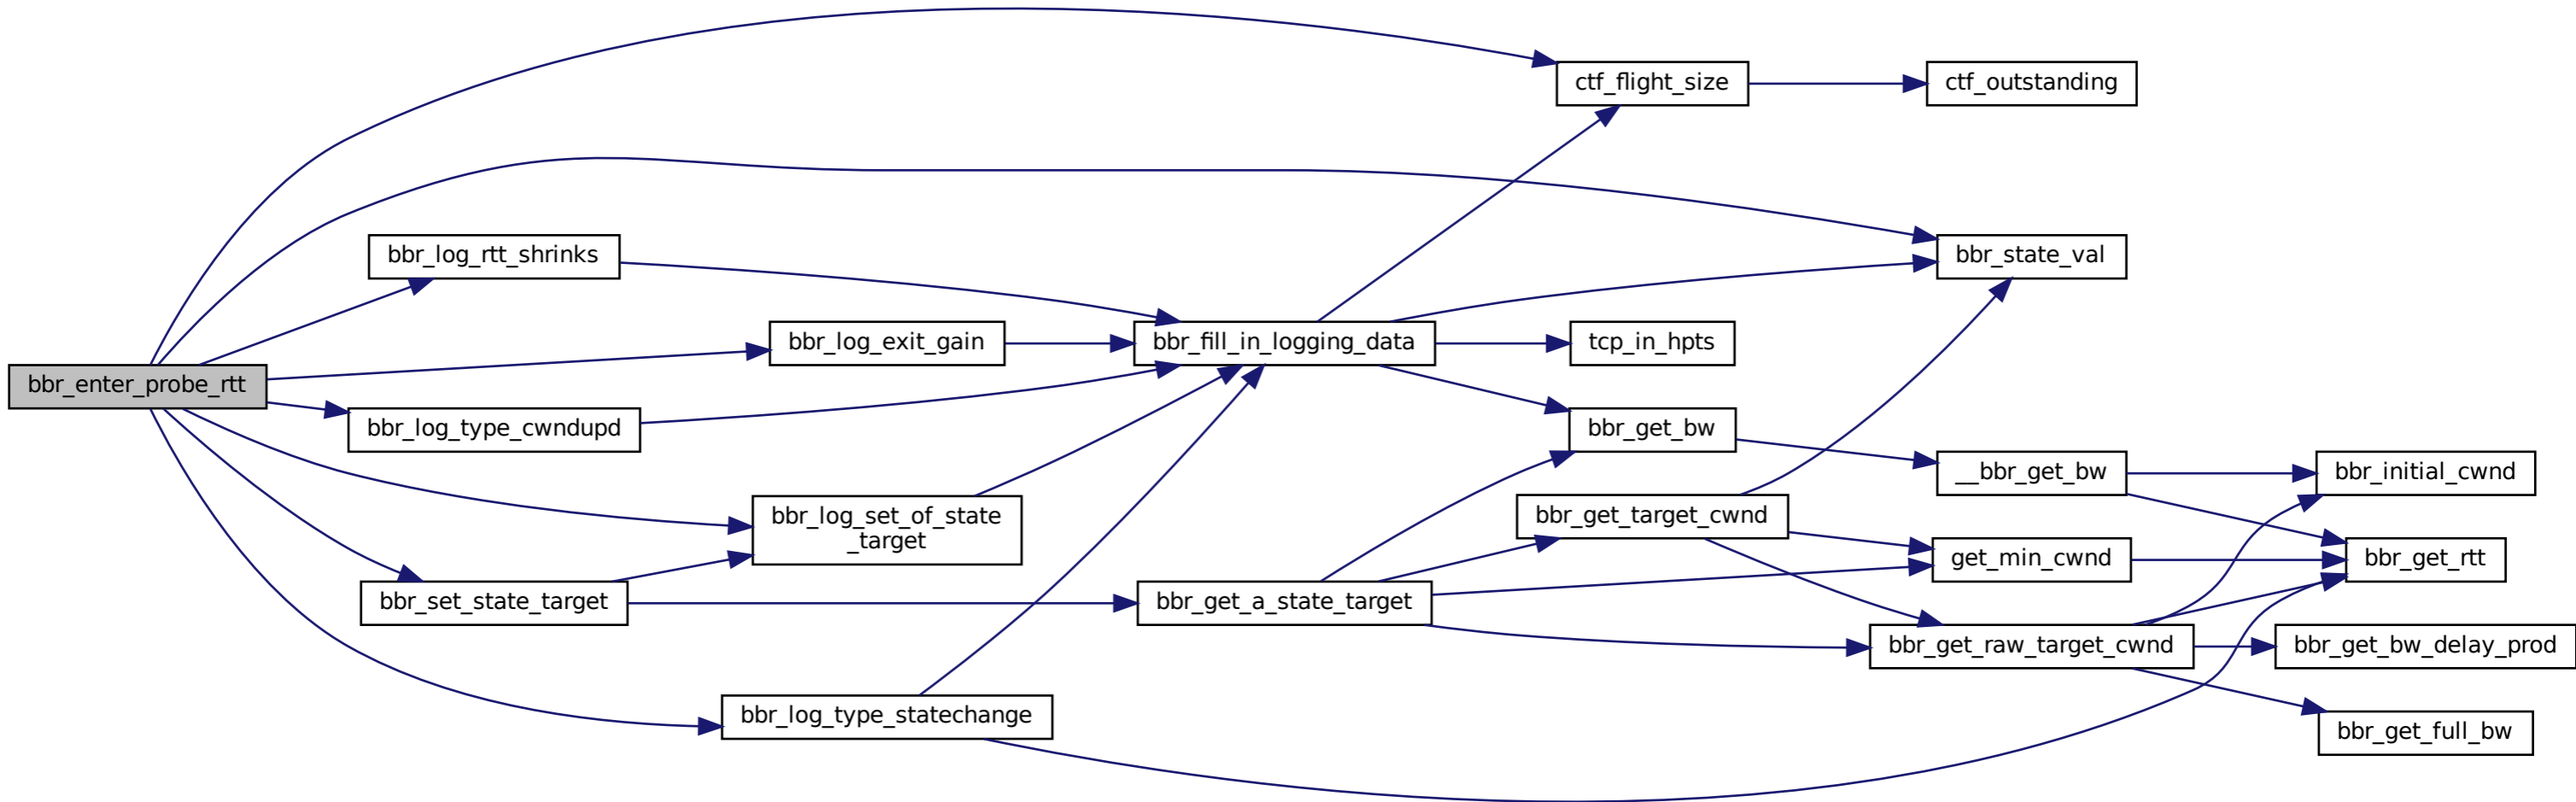 ctf_flight_size
ctf_outstanding
bbr_log_rtt_shrinks
bbr_state_val
bbr_log_exit_gain
bbr_fill_in_logging_data
tcp_in_hpts
bbr_enter_probe_rtt
bbr_log_type_cwndupd
bbr_get_bw
__bbr_get_bw
bbr_initial_cwnd
bbr_log_set_of_state
_target
bbr_get_target_cwnd
get_min_cwnd
bbr_get_rtt
bbr_set_state_target
bbr_get_a_state_target
bbr_get_raw_target_cwnd
bbr_get_bw_delay_prod
bbr_log_type_statechange
bbr_get_full_bw